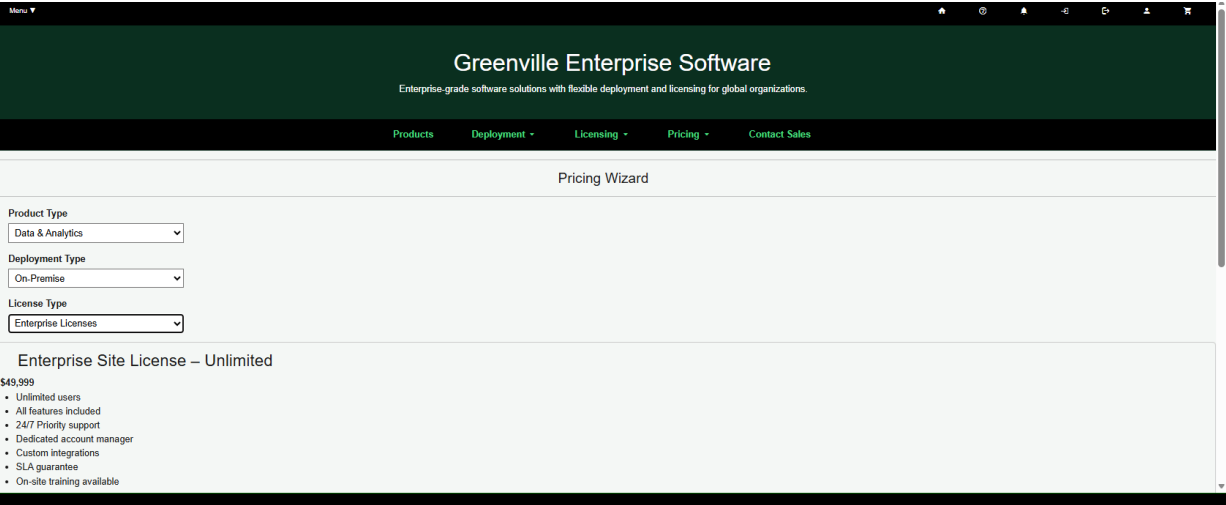 Menu ▼
Greenville Enterprise Software
Enterprise-grade software solutions with flexible deployment and licensing for global organizations.
Products Deployment Licensing Pricing Contact Sales
Pricing Wizard
Product Type
Data & Analytics
Deployment Type
On-Premise
License Type
Enterprise Licenses
Enterprise Site License – Unlimited
$49,999
• Unlimited users
• All features included
• 24/7 Priority support
• Dedicated account manager
• Custom integrations
• SLA guarantee
• On-site training available